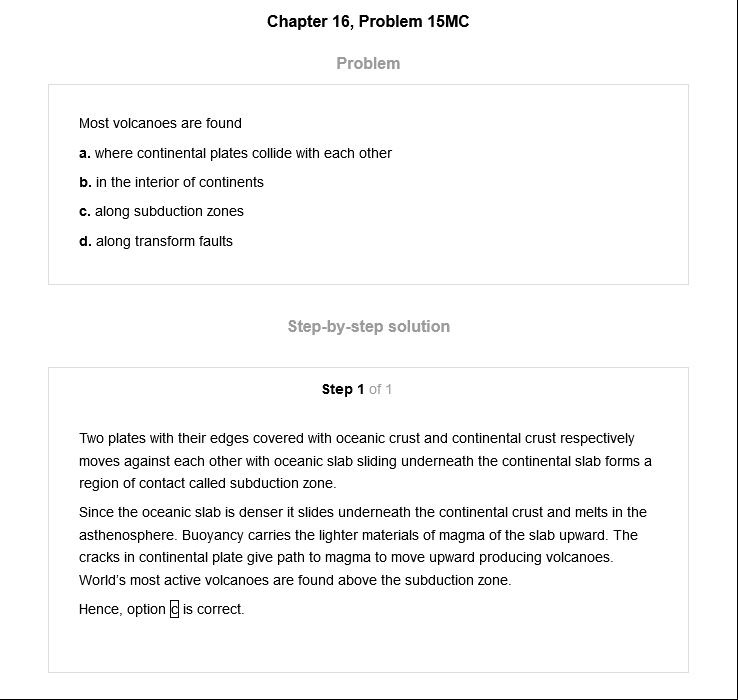 Chapter 16, Problem 15MC
Problem
Most volcanoes are found
a. where continental plates collide with each other
b. in the interior of continents
c. along subduction zones
d. along transform faults
Step-by-step solution
Step 1 of 1
Two plates with their edges covered with oceanic crust and continental crust respectively
moves against each other with oceanic slab sliding underneath the continental slab forms a
region of contact called subduction zone.
Since the oceanic slab is denser it slides underneath the continental crust and melts in the
asthenosphere. Buoyancy carries the lighter materials of magma of the slab upward. The
cracks in continental plate give path to magma to move upward producing volcanoes.
World's most active volcanoes are found above the subduction zone.
Hence, option c is correct.